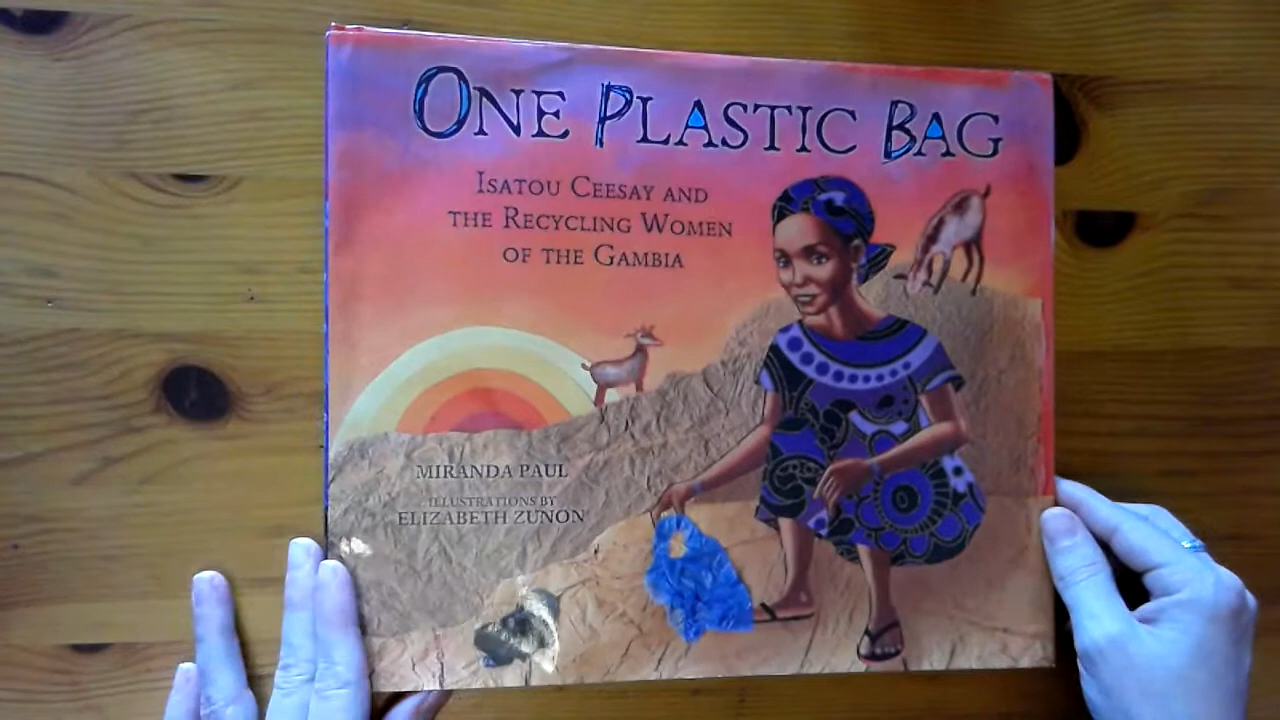 ONE PLASTIC BAG
ISATOU CEESAY AND
THE RECYCLING WOMEN
OF THE GAMBIA
MIRANDA PAUL
ILLUSTRATIONS BY
ELIZABETH ZUNON